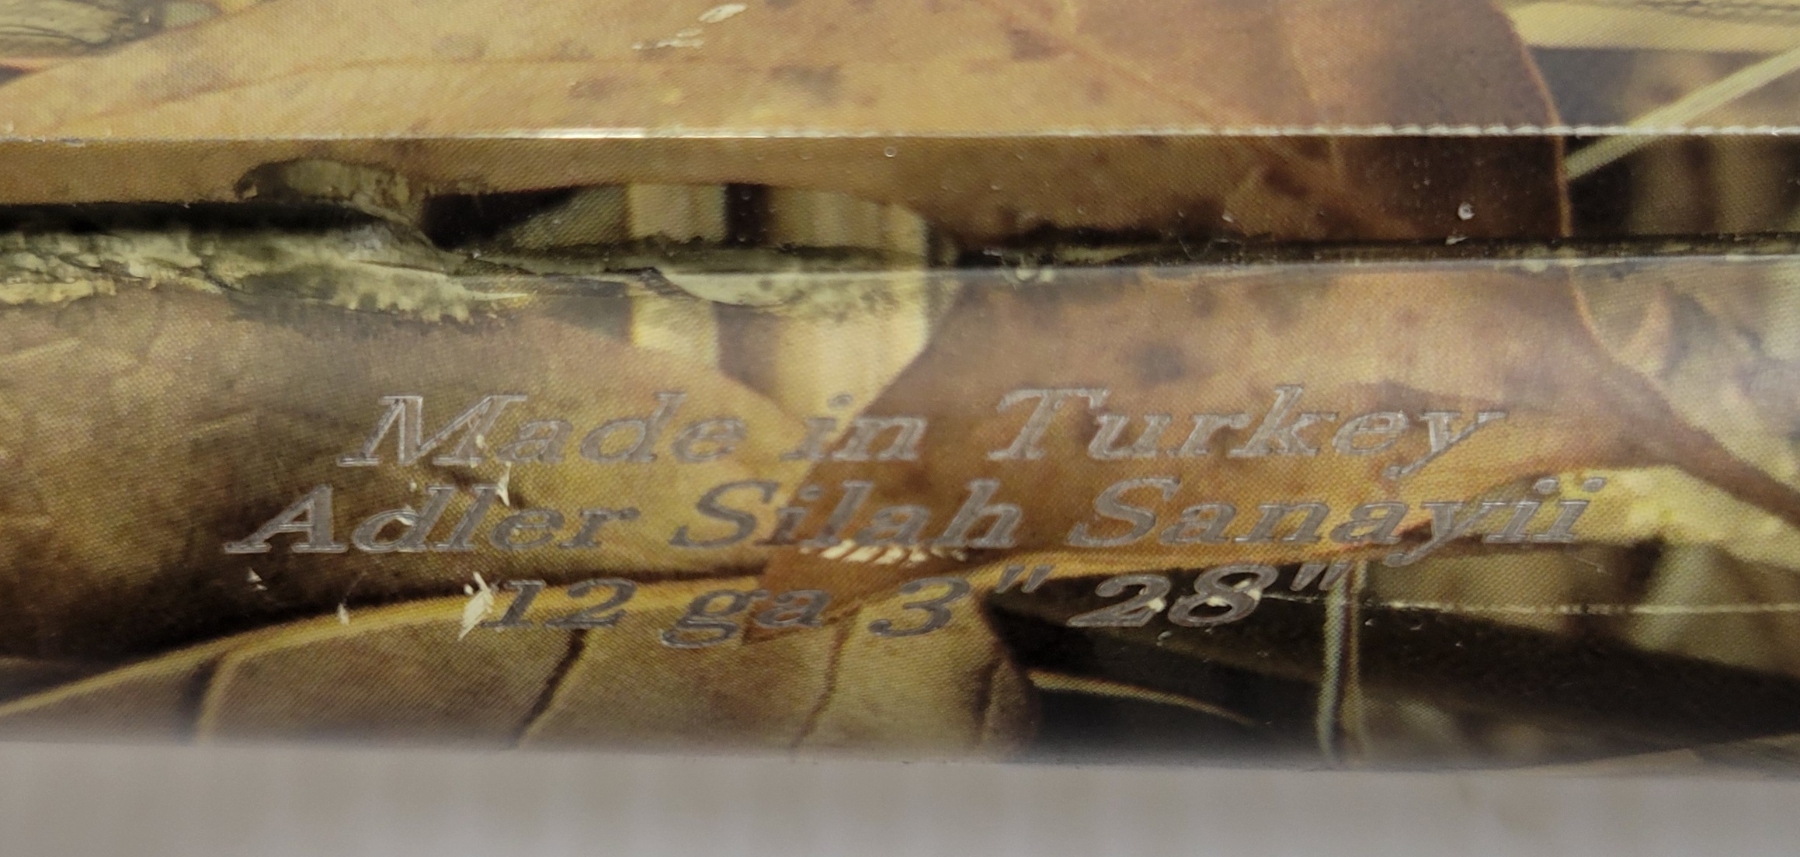 Made in Turkey
Adler Silah Sanayii
12 ga 3" 28"